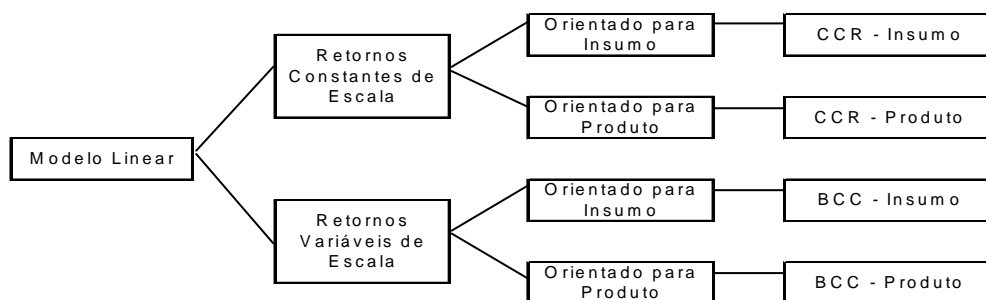 Modelo Linear
Retornos
Constantes de
Escala
Orientado para
Insumo
CCR - Insumo
Orientado para
Produto
CCR - Produto
Retornos
Variáveis de
Escala
Orientado para
Insumo
BCC - Insumo
Orientado para
Produto
BCC - Produto